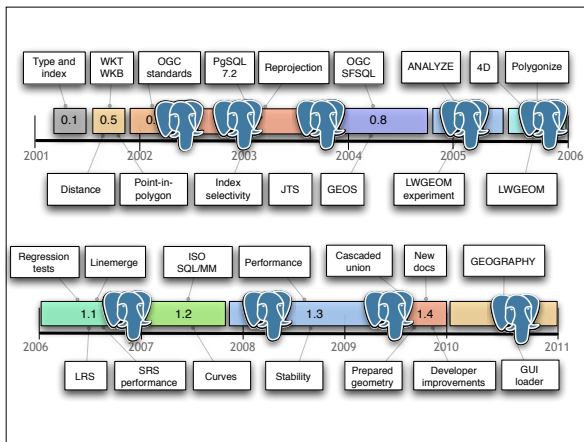 Type and
index
WKT
WKB
OGC
standards
PgSQL
7.2
Reprojection
OGC
SFSQL
ANALYZE
4D
Polygonize
0.1
0.5
0.8
2001
2002
2003
2004
2005
2006
Distance
Point-in-
polygon
Index
selectivity
JTS
GEOS
LWGEOM
experiment
LWGEOM
Regression
tests
Linemerge
ISO
SQL/MM
Performance
Cascaded
union
New
docs
GEOGRAPHY
1.1
1.2
1.3
1.4
2006
2007
2008
2009
2010
2011
LRS
SRS
performance
Curves
Stability
Prepared
geometry
Developer
improvements
GUI
loader